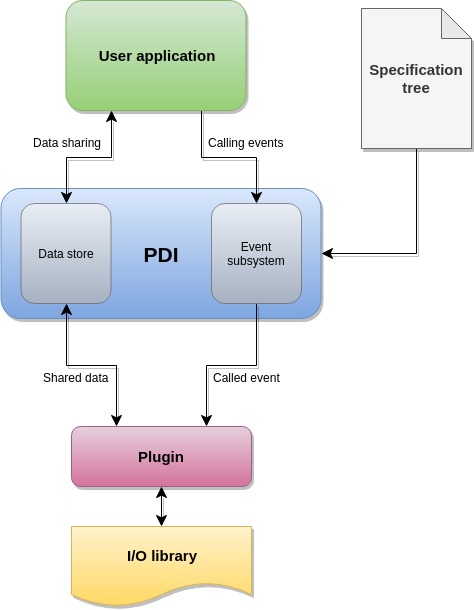 User application
Specification
tree
Data sharing
Calling events
Data store
PDI
Event
subsystem
Shared data
Called event
Plugin
I/O library